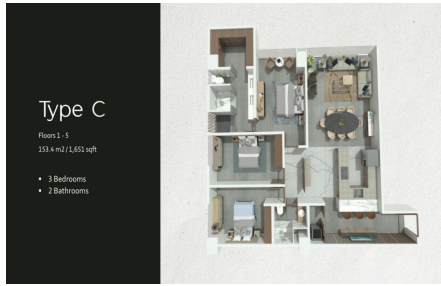 Type C
Floors 1 - 5
153.4 m2 / 1,651 sqft
• 3 Bedrooms
• 2 Bathrooms